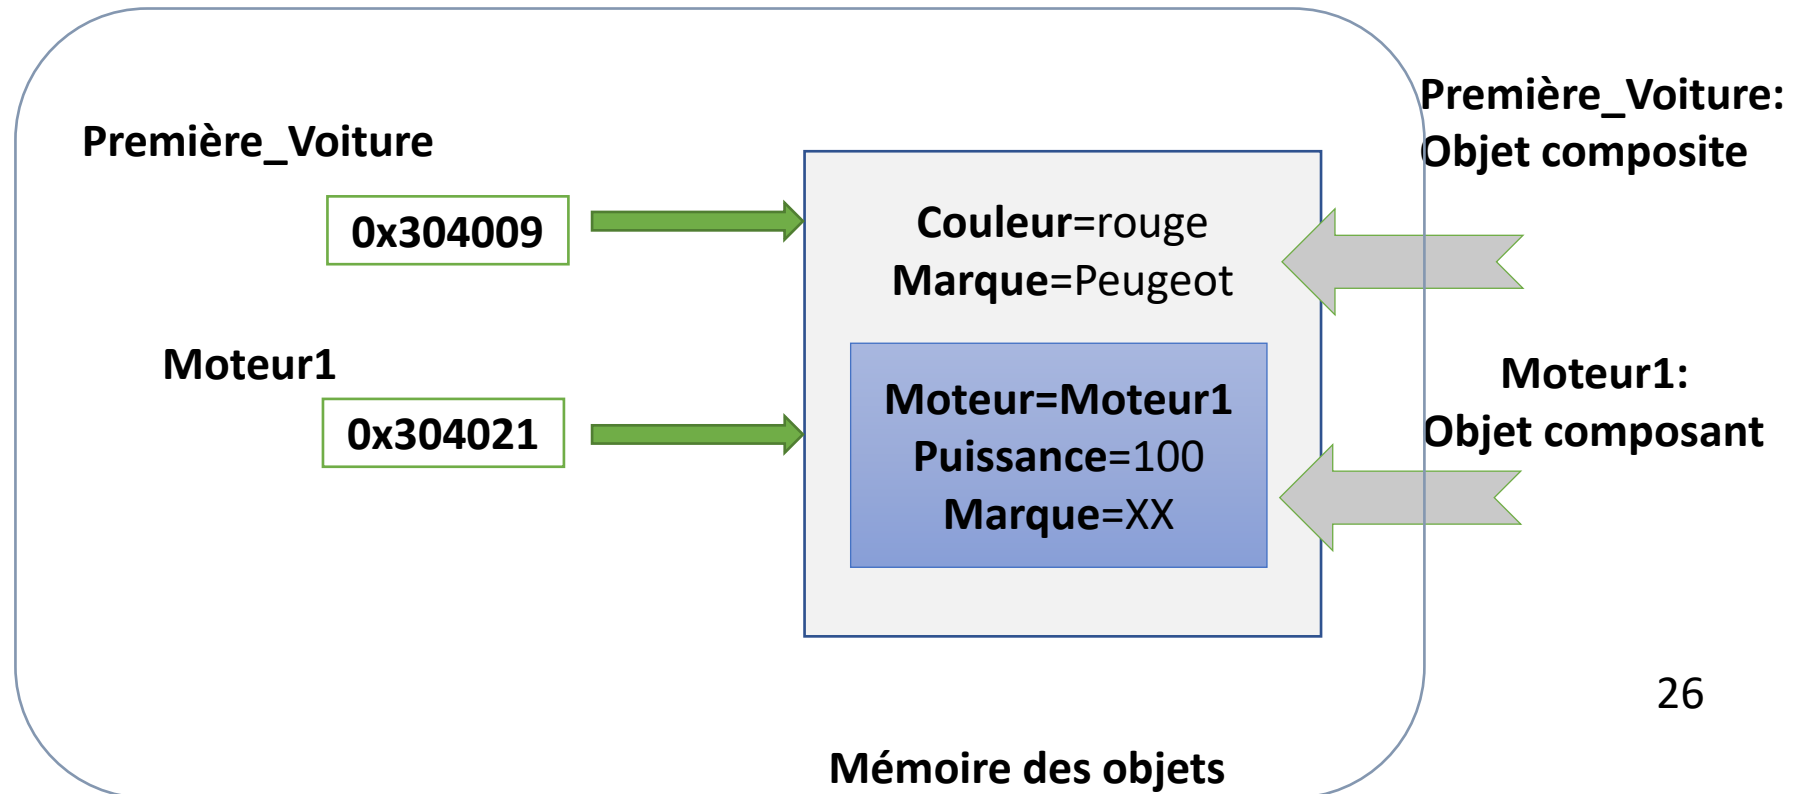 Première_Voiture
0x304009
Moteur1
0x304021
Couleur=rouge
Marque=Peugeot
Moteur=Moteur1
Puissance=100
Marque=XX
Première_Voiture:
Objet composite
Moteur1:
Objet composant
26
Mémoire des objets